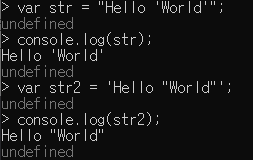 > var str = "Hello 'World'";
undefined
> console.log(str);
Hello 'World'
undefined
> var str2 = 'Hello "World"';
undefined
> console.log(str2);
Hello "World"
undefined